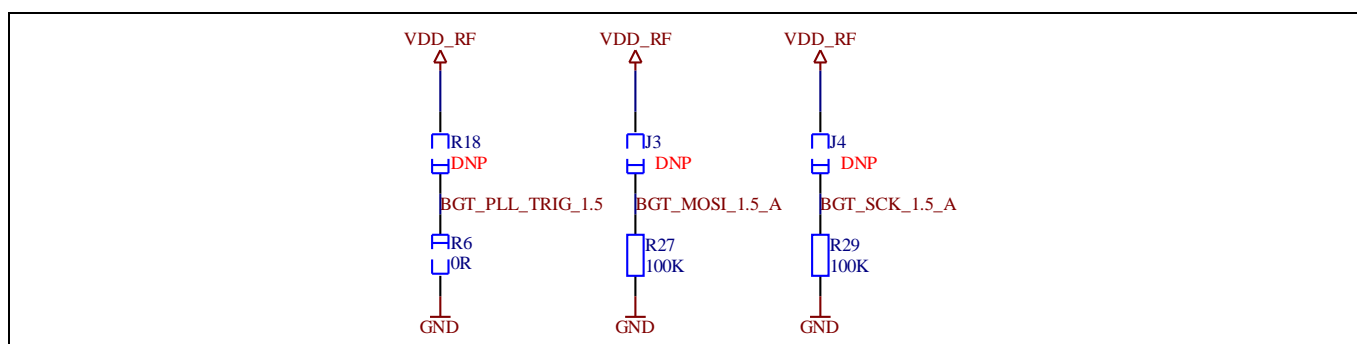 VDD_RF VDD_RF VDD_RF
R18 J3 J4
DNP DNP DNP
BGT_PLL_TRIG_1.5 BGT_MOSI_1.5_A BGT_SCK_1.5_A
R6 R27 R29
0R 100K 100K
GND GND GND